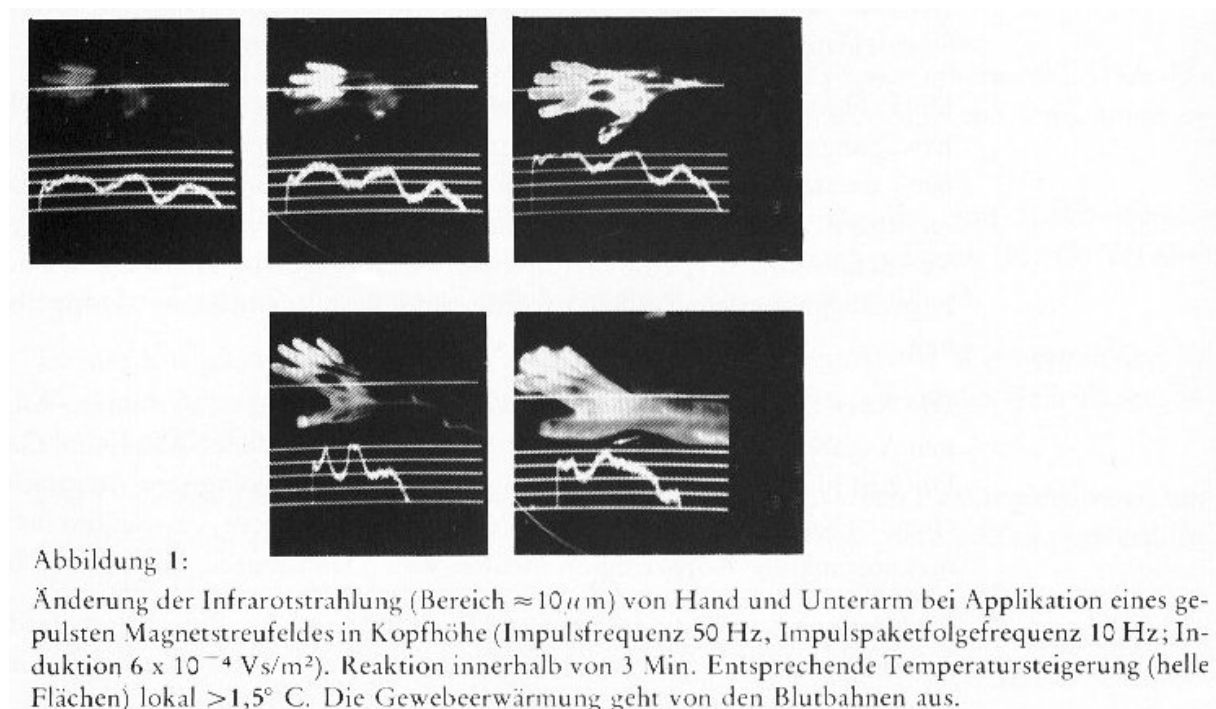 Abbildung 1:
Änderung der Infrarotstrahlung (Bereich ≈10μm) von Hand und Unterarm bei Applikation eines ge-
pulsten Magnetstreufeldes in Kopfhöhe (Impulsfrequenz 50 Hz, Impulspaketfolgefrequenz 10 Hz; In-
duktion 6 x 10⁻⁴ Vs/m²). Reaktion innerhalb von 3 Min. Entsprechende Temperatursteigerung (helle
Flächen) lokal >1,5° C. Die Gewebeerwärmung geht von den Blutbahnen aus.